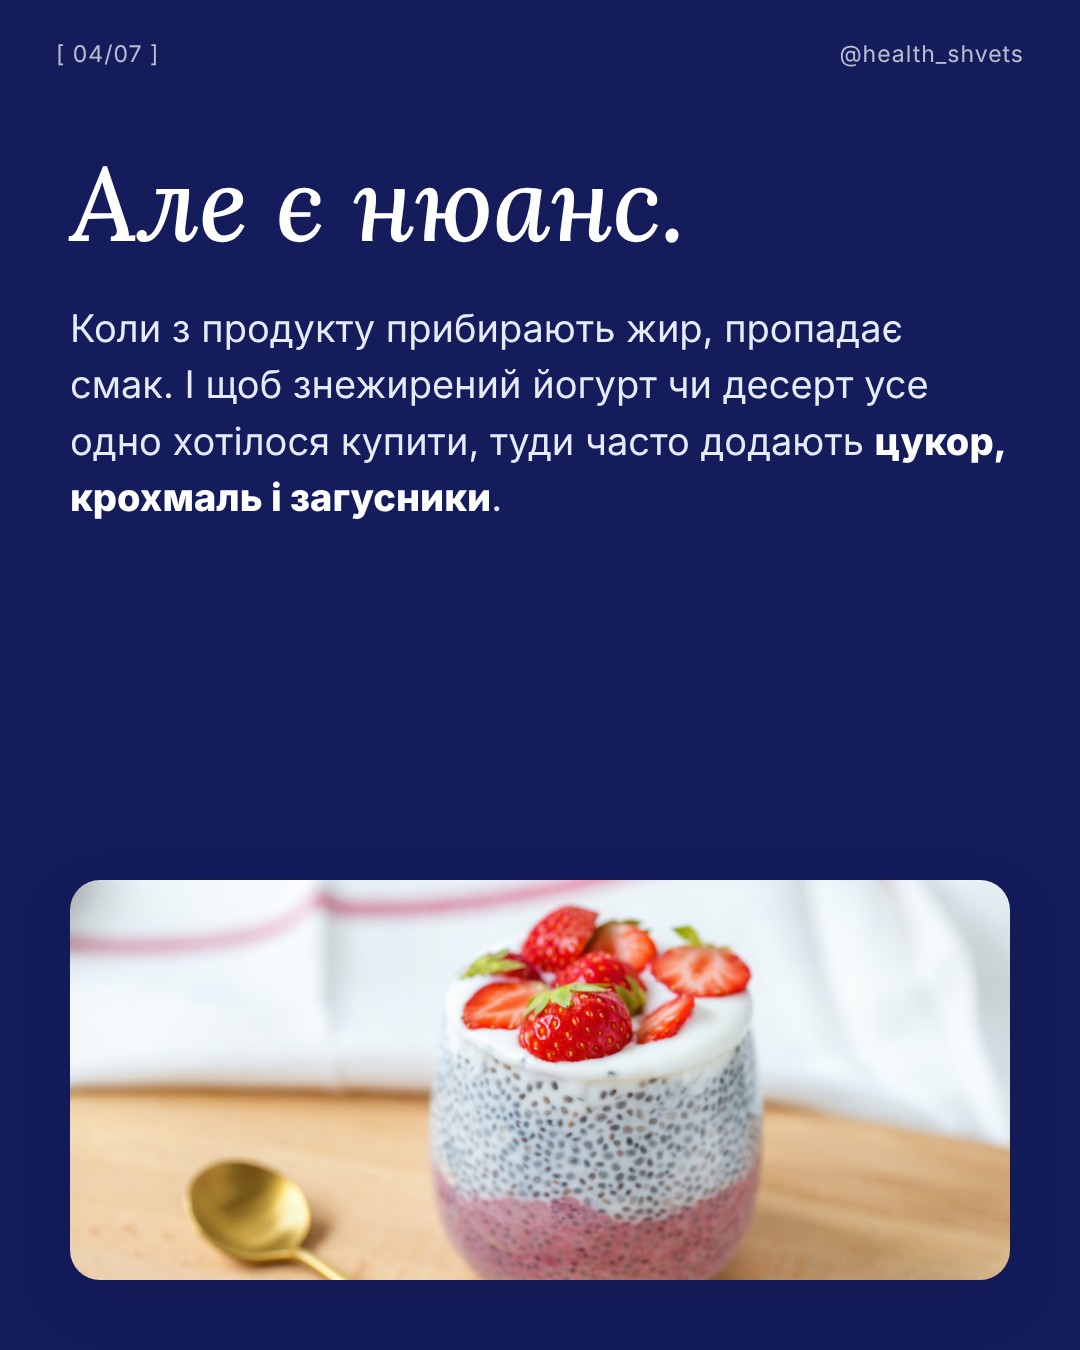 [ 04/07 ]
@health_shvets
Але є нюанс.
Коли з продукту прибирають жир, пропадає
смак. І щоб знежирений йогурт чи десерт усе
одно хотілося купити, туди часто додають цукор,
крохмаль і загусники.